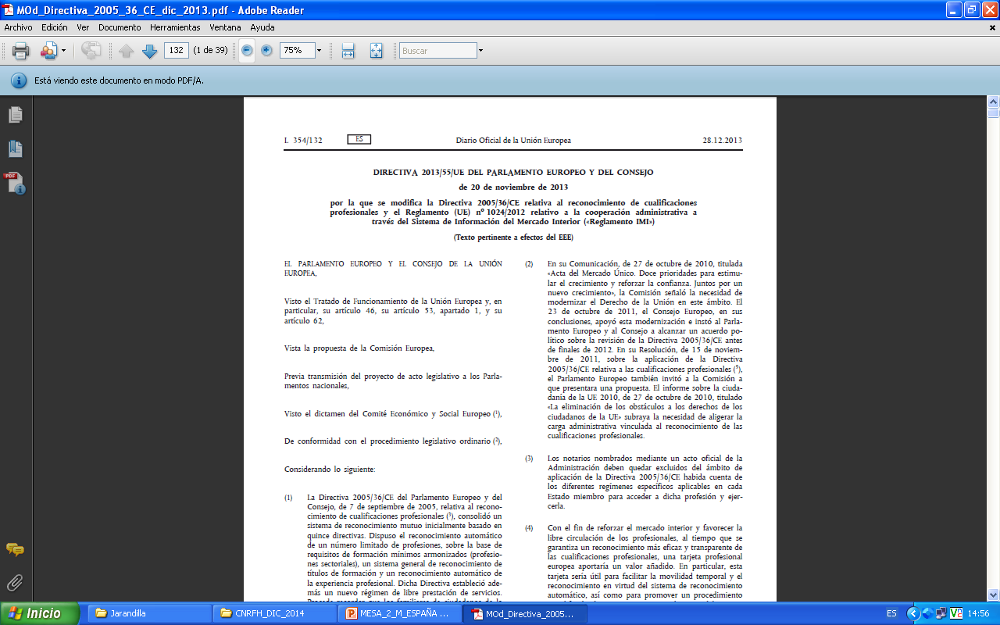 MOd_Directiva_2005_36_CE_dic_2013.pdf - Adobe Reader
Archivo Edición Ver Documento Herramientas Ventana Ayuda
132 (1 de 39) 75% Buscar
Está viendo este documento en modo PDF/A.
L 354/132 ES Diario Oficial de la Unión Europea 28.12.2013
DIRECTIVA 2013/55/UE DEL PARLAMENTO EUROPEO Y DEL CONSEJO
de 20 de noviembre de 2013
por la que se modifica la Directiva 2005/36/CE relativa al reconocimiento de cualificaciones
profesionales y el Reglamento (UE) nº 1024/2012 relativo a la cooperación administrativa a
través del Sistema de Información del Mercado Interior («Reglamento IMI»)
(Texto pertinente a efectos del EEE)
EL PARLAMENTO EUROPEO Y EL CONSEJO DE LA UNIÓN
EUROPEA,
Visto el Tratado de Funcionamiento de la Unión Europea y, en
particular, su artículo 46, su artículo 53, apartado 1, y su
artículo 62,
Vista la propuesta de la Comisión Europea,
Previa transmisión del proyecto de acto legislativo a los Parla-
mentos nacionales,
Visto el dictamen del Comité Económico y Social Europeo (¹),
De conformidad con el procedimiento legislativo ordinario (²),
Considerando lo siguiente:
(1) La Directiva 2005/36/CE del Parlamento Europeo y del
Consejo, de 7 de septiembre de 2005, relativa al recono-
cimiento de cualificaciones profesionales (³), consolidó un
sistema de reconocimiento mutuo inicialmente basado en
quince directivas. Dispuso el reconocimiento automático
de un número limitado de profesiones, sobre la base de
requisitos de formación mínimos armonizados (profesio-
nes sectoriales), un sistema general de reconocimiento de
títulos de formación y un reconocimiento automático de
la experiencia profesional. Dicha Directiva estableció ade-
más un nuevo régimen de libre prestación de servicios.
(2) En su Comunicación, de 27 de octubre de 2010, titulada
«Acta del Mercado Único. Doce prioridades para estimu-
lar el crecimiento y reforzar la confianza. Juntos por un
nuevo crecimiento», la Comisión señaló la necesidad de
modernizar el Derecho de la Unión en este ámbito. El
23 de octubre de 2011, el Consejo Europeo, en sus
conclusiones, apoyó esta modernización e instó al Parla-
mento Europeo y al Consejo a alcanzar un acuerdo po-
lítico sobre la revisión de la Directiva 2005/36/CE antes
de finales de 2012. En su Resolución, de 15 de noviem-
bre de 2011, sobre la aplicación de la Directiva
2005/36/CE relativa a las cualificaciones profesionales (⁵),
el Parlamento Europeo también invitó a la Comisión a
que presentara una propuesta. El informe sobre la ciuda-
danía de la UE 2010, de 27 de octubre de 2010, titulado
«La eliminación de los obstáculos a los derechos de los
ciudadanos de la UE» subraya la necesidad de aligerar la
carga administrativa vinculada al reconocimiento de las
cualificaciones profesionales.
(3) Los notarios nombrados mediante un acto oficial de la
Administración deben quedar excluidos del ámbito de
aplicación de la Directiva 2005/36/CE habida cuenta de
los diferentes regímenes específicos aplicables en cada
Estado miembro para acceder a dicha profesión y ejer-
cerla.
(4) Con el fin de reforzar el mercado interior y favorecer la
libre circulación de los profesionales, al tiempo que se
garantiza un reconocimiento más eficaz y transparente de
las cualificaciones profesionales, una tarjeta profesional
europea aportaría un valor añadido. En particular, esta
tarjeta sería útil para facilitar la movilidad temporal y el
reconocimiento en virtud del sistema de reconocimiento
automático, así como para promover un procedimiento
Inicio Jarandilla CNRFH_DIC_2014 MESA_2_M_ESPAÑA ... MOd_Directiva_2005... ES 14:56